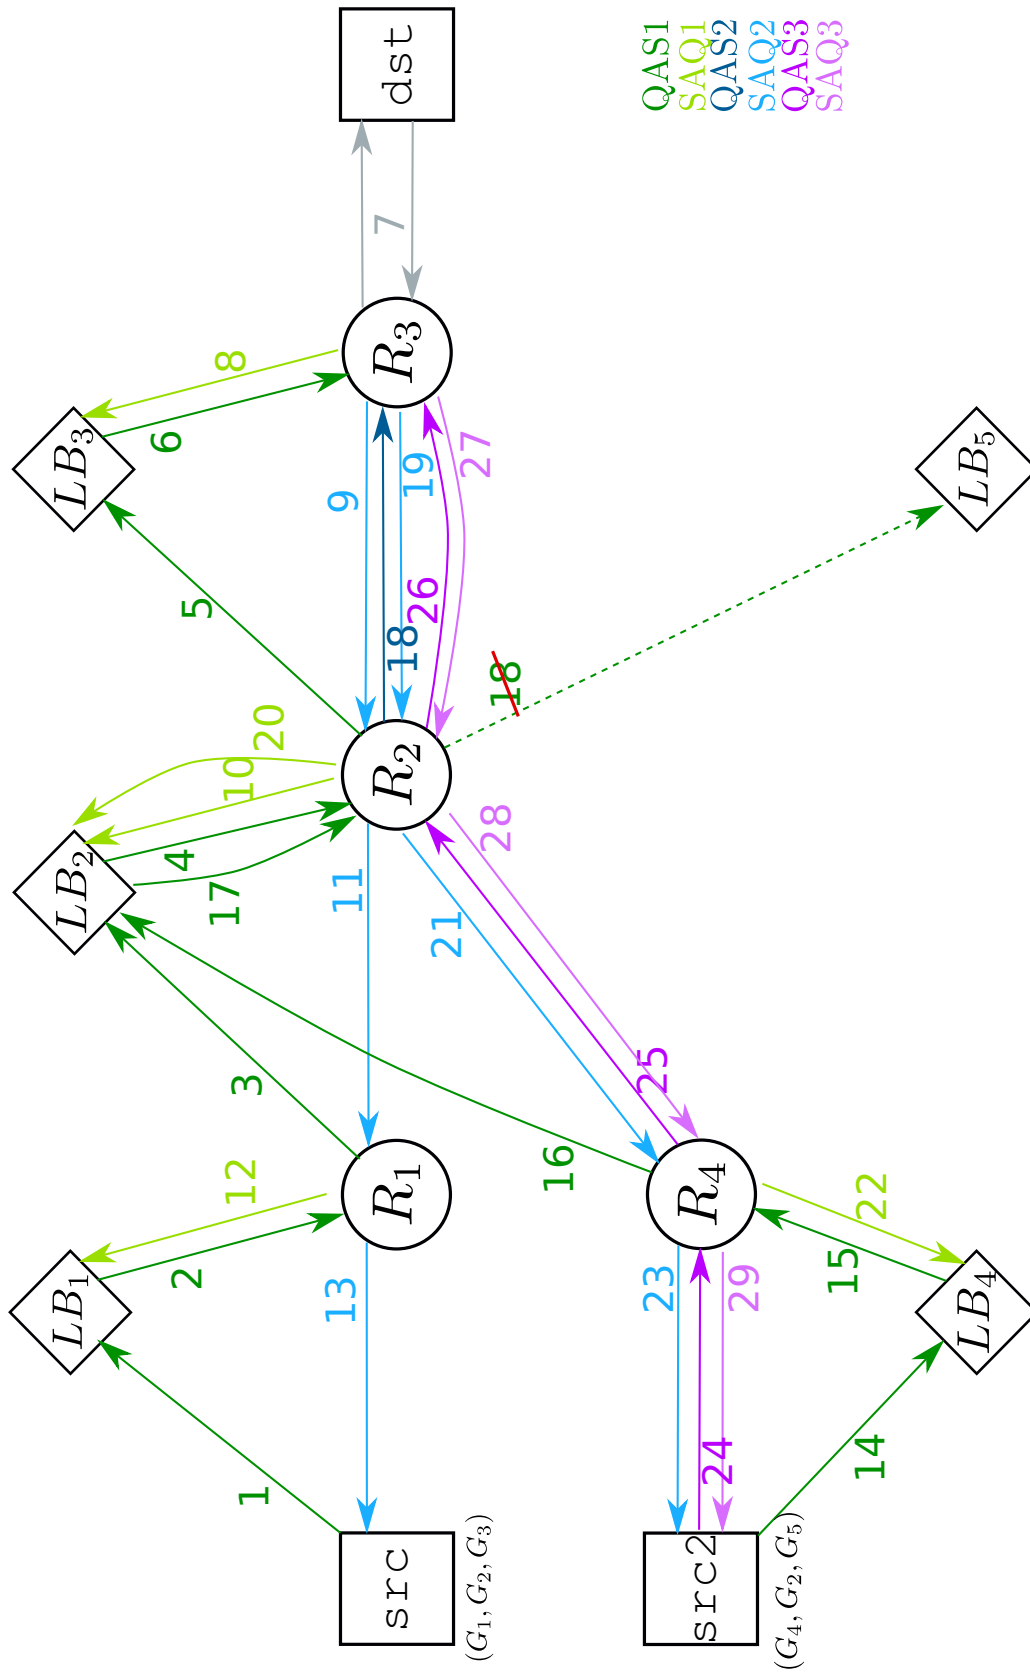 LB₁
LB₂
LB₃
1
2
12
3
4
17
10
20
5
6
8
src
(G₁, G₂, G₃)
13
R₁
11
R₂
9
18
19
26
27
R₃
7
dst
16
21
28
18
25
src2
(G₄, G₂, G₅)
23
24
29
R₄
14
15
22
LB₄
LB₅
QAS1
SAQ1
QAS2
SAQ2
QAS3
SAQ3